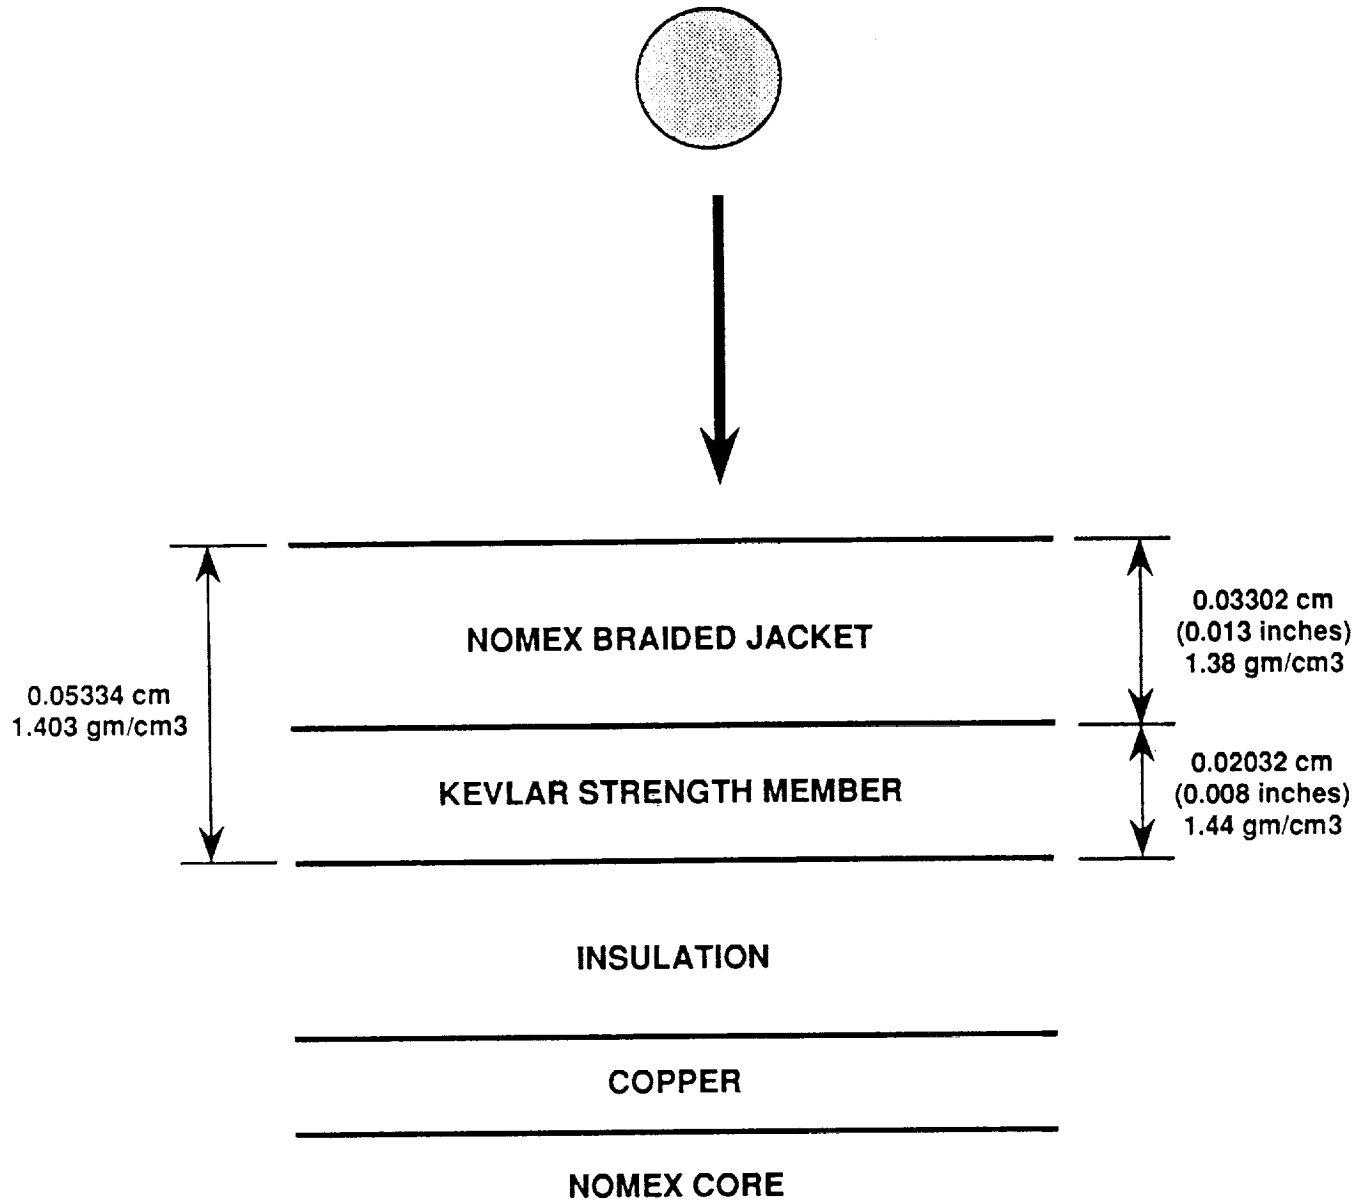 NOMEX BRAIDED JACKET
0.03302 cm
(0.013 inches)
1.38 gm/cm3
0.05334 cm
1.403 gm/cm3
KEVLAR STRENGTH MEMBER
0.02032 cm
(0.008 inches)
1.44 gm/cm3
INSULATION
COPPER
NOMEX CORE